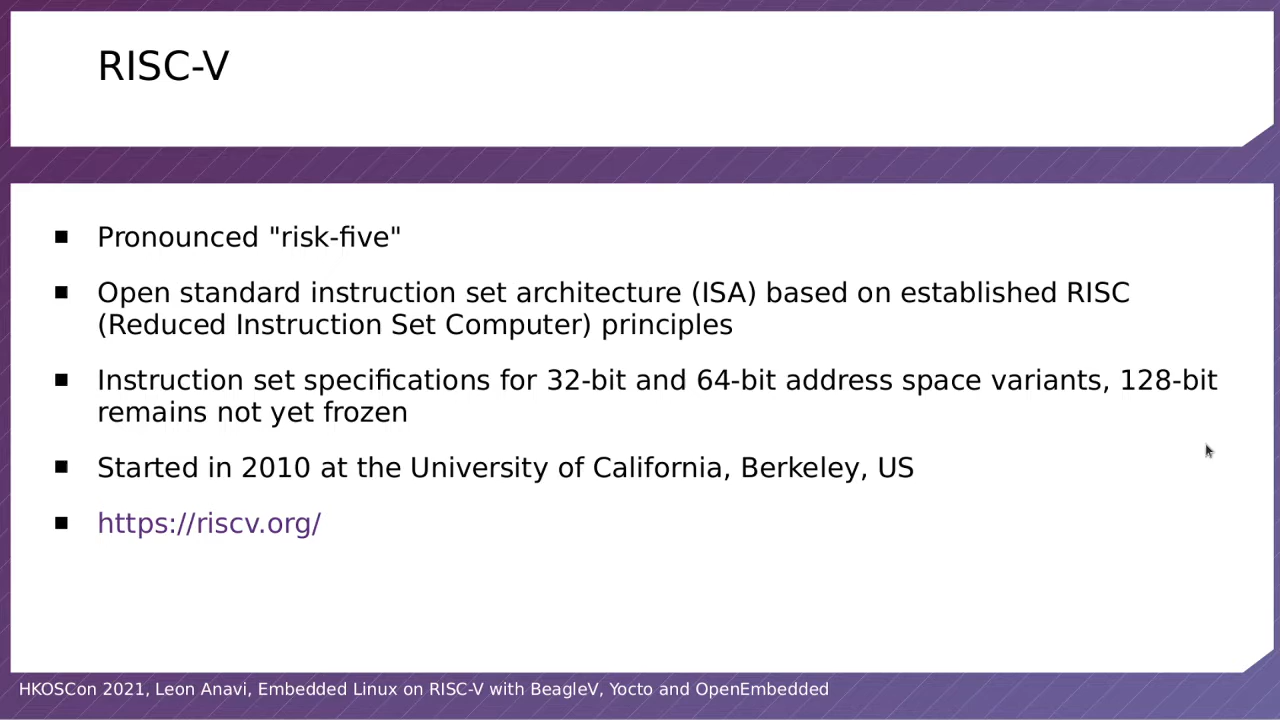 RISC-V
Pronounced "risk-five"
Open standard instruction set architecture (ISA) based on established RISC
(Reduced Instruction Set Computer) principles
Instruction set specifications for 32-bit and 64-bit address space variants, 128-bit
remains not yet frozen
Started in 2010 at the University of California, Berkeley, US
https://riscv.org/
HKOSCon 2021, Leon Anavi, Embedded Linux on RISC-V with BeagleV, Yocto and OpenEmbedded